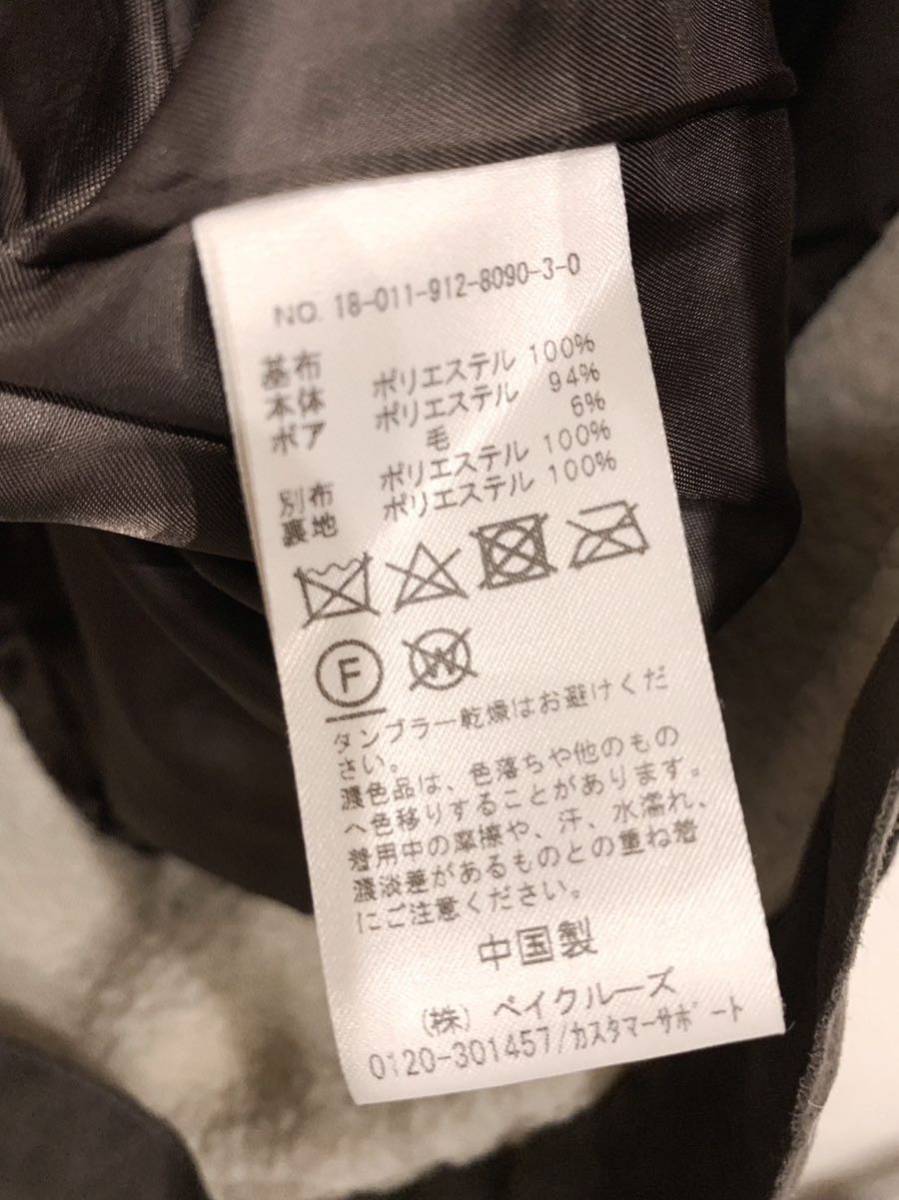 NO. 18-011-912-8090-3-0
基布 ポリエステル 100%
本体 ポリエステル 94%
ボア 毛 6%
ポリエステル 100%
別布 ポリエステル 100%
裏地
F
W
タンブラー乾燥はお避けくだ
さい。
濃色品は、色落ちや他のもの
へ色移りすることがあります。
着用中の摩擦や、汗、水濡れ、
濃淡差があるものとの重ね着
にご注意ください。
中国製
(株) ベイクルーズ
0120-301457/カスタマーサポート